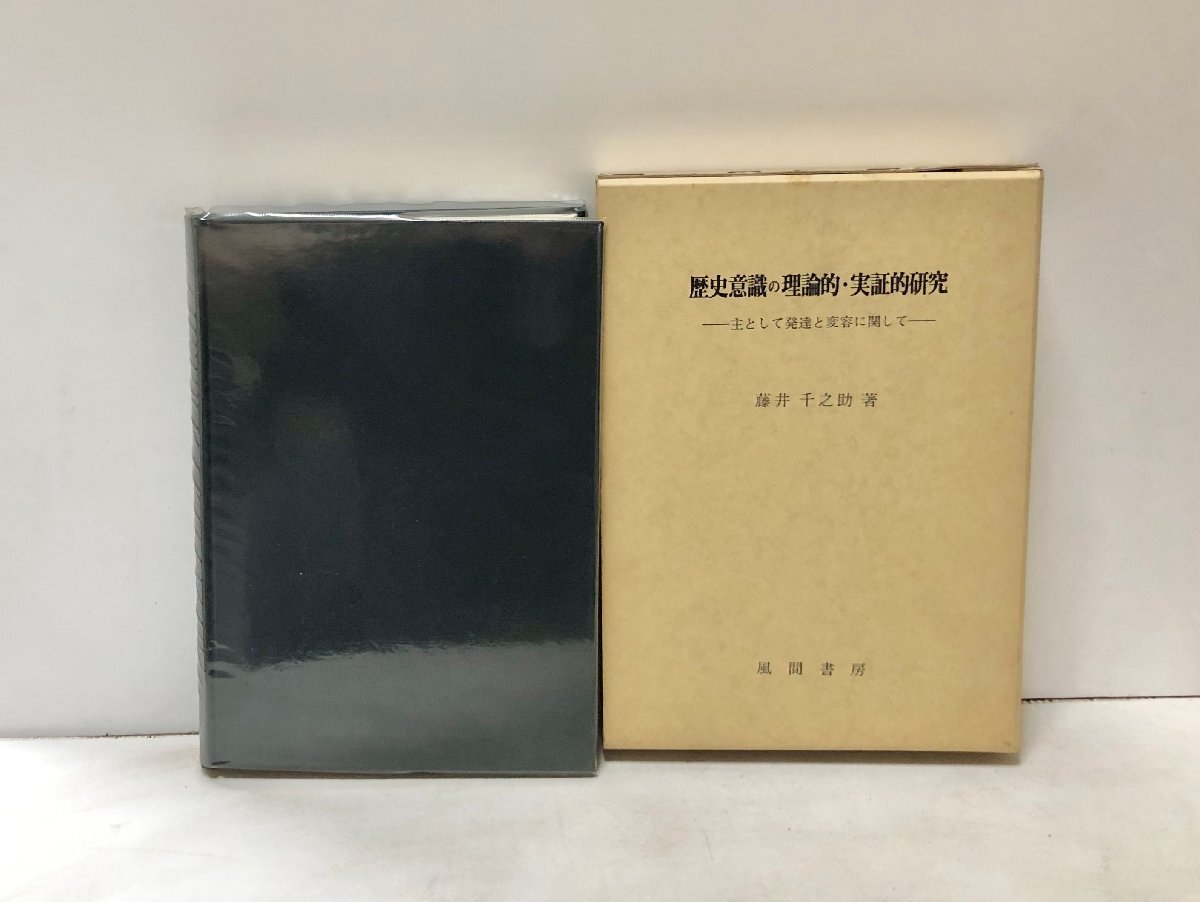 歴史意識の理論的・実証的研究
──主として発達と変容に関して──
藤井 千之助 著
風間書房